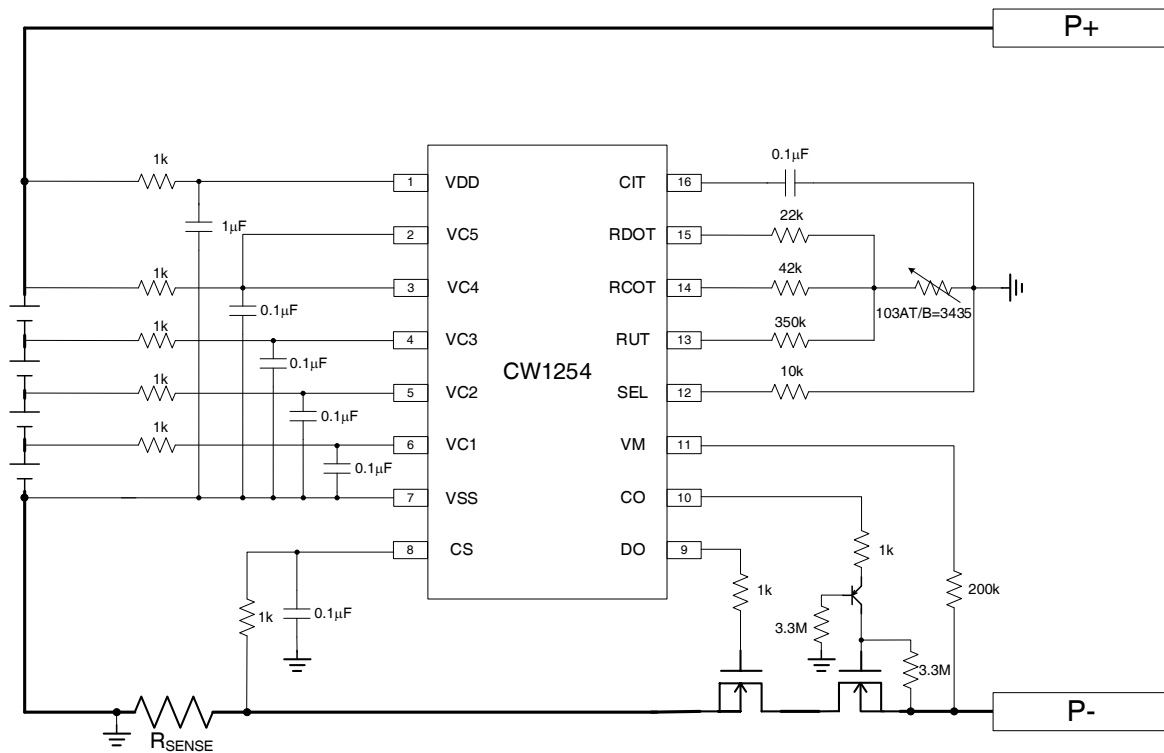 P+
1k
1 VDD
CIT 16
0.1μF
1μF
2 VC5
RDOT 15
22k
1k
3 VC4
RCOT 14
42k
103AT/B=3435
0.1μF
1k
4 VC3
RUT 13
350k
0.1μF
CW1254
1k
5 VC2
SEL 12
10k
0.1μF
1k
6 VC1
VM 11
0.1μF
7 VSS
CO 10
8 CS
DO 9
1k
1k
200k
1k
0.1μF
3.3M
3.3M
P-
RSENSE